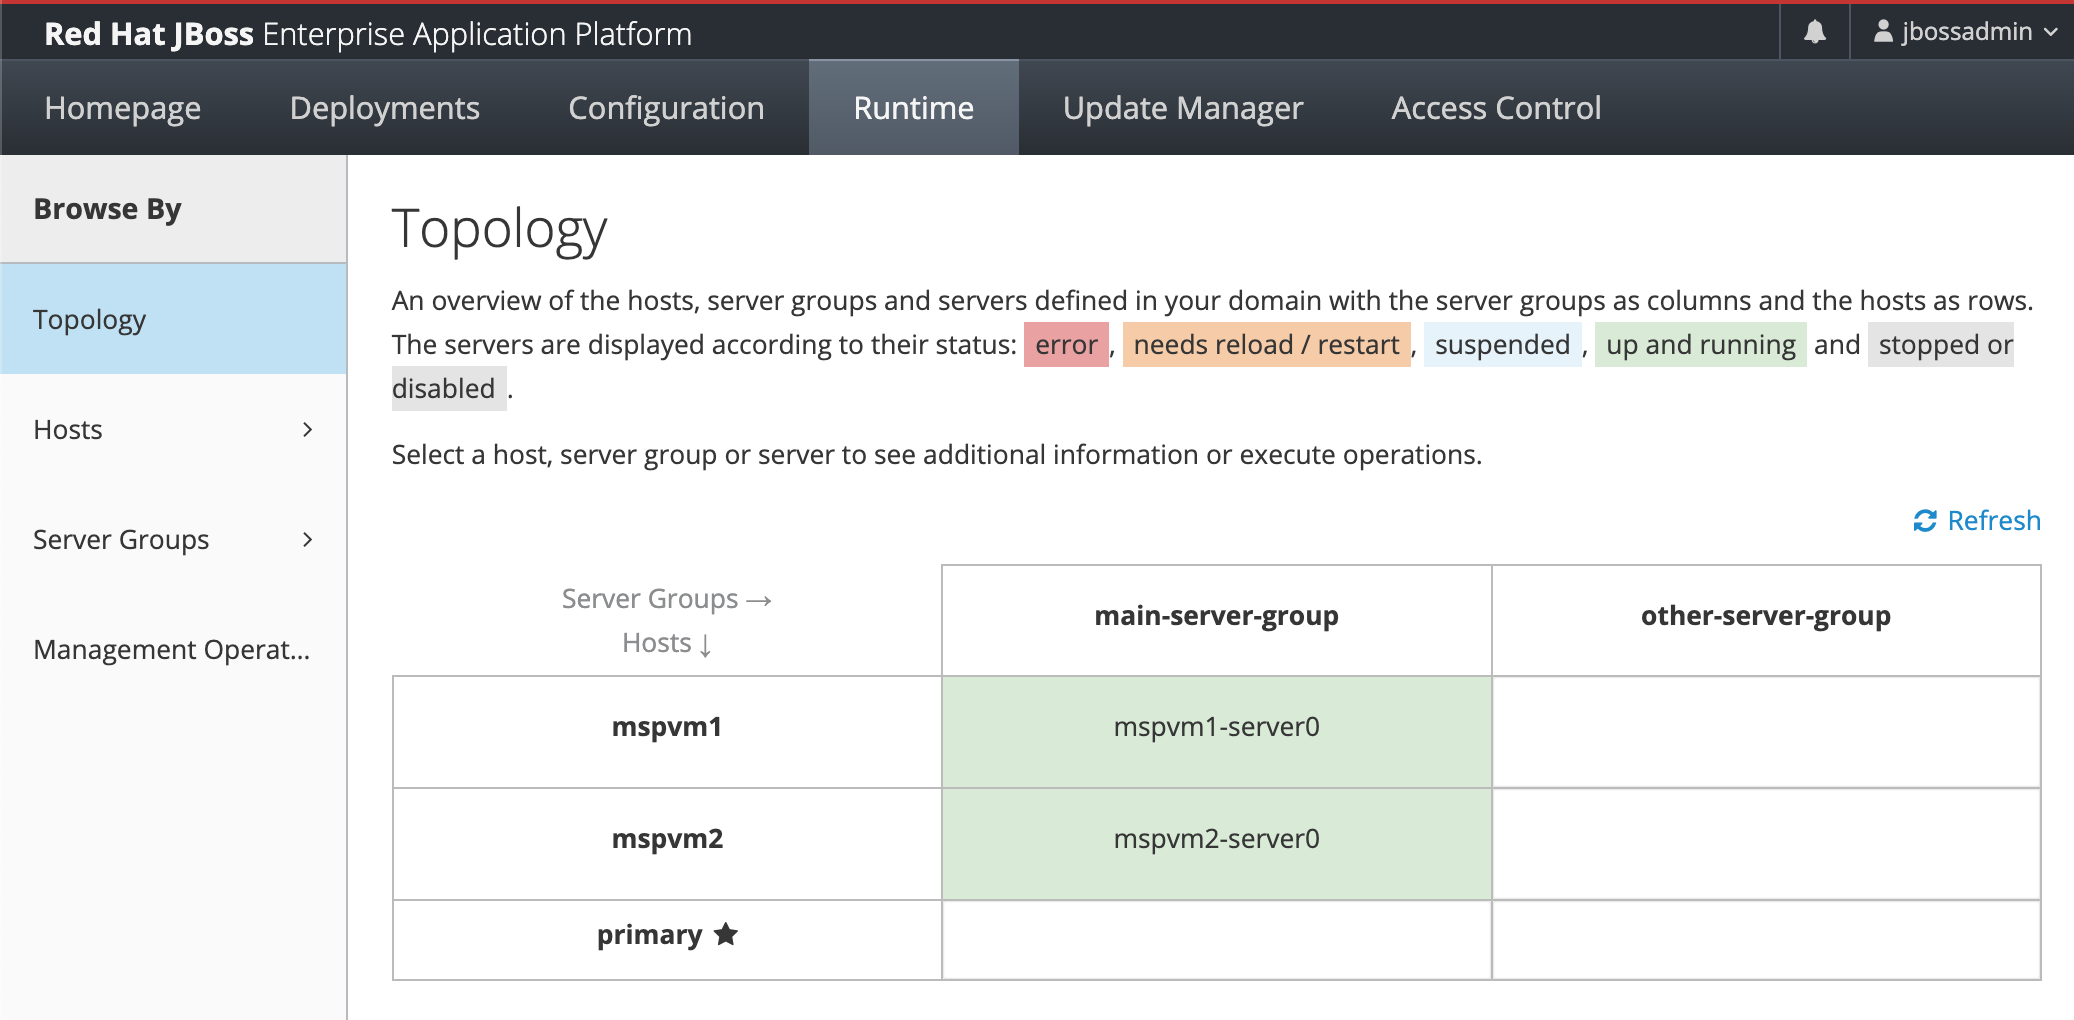 Red Hat JBoss Enterprise Application Platform
jbossadmin
Homepage Deployments Configuration Runtime Update Manager Access Control
Browse By
Topology
Hosts
Server Groups
Management Operat...
Topology
An overview of the hosts, server groups and servers defined in your domain with the server groups as columns and the hosts as rows.
The servers are displayed according to their status: error , needs reload / restart , suspended , up and running and stopped or
disabled .
Select a host, server group or server to see additional information or execute operations.
Refresh
Server Groups →
Hosts ↓
main-server-group
other-server-group
mspvm1
mspvm1-server0
mspvm2
mspvm2-server0
primary ★